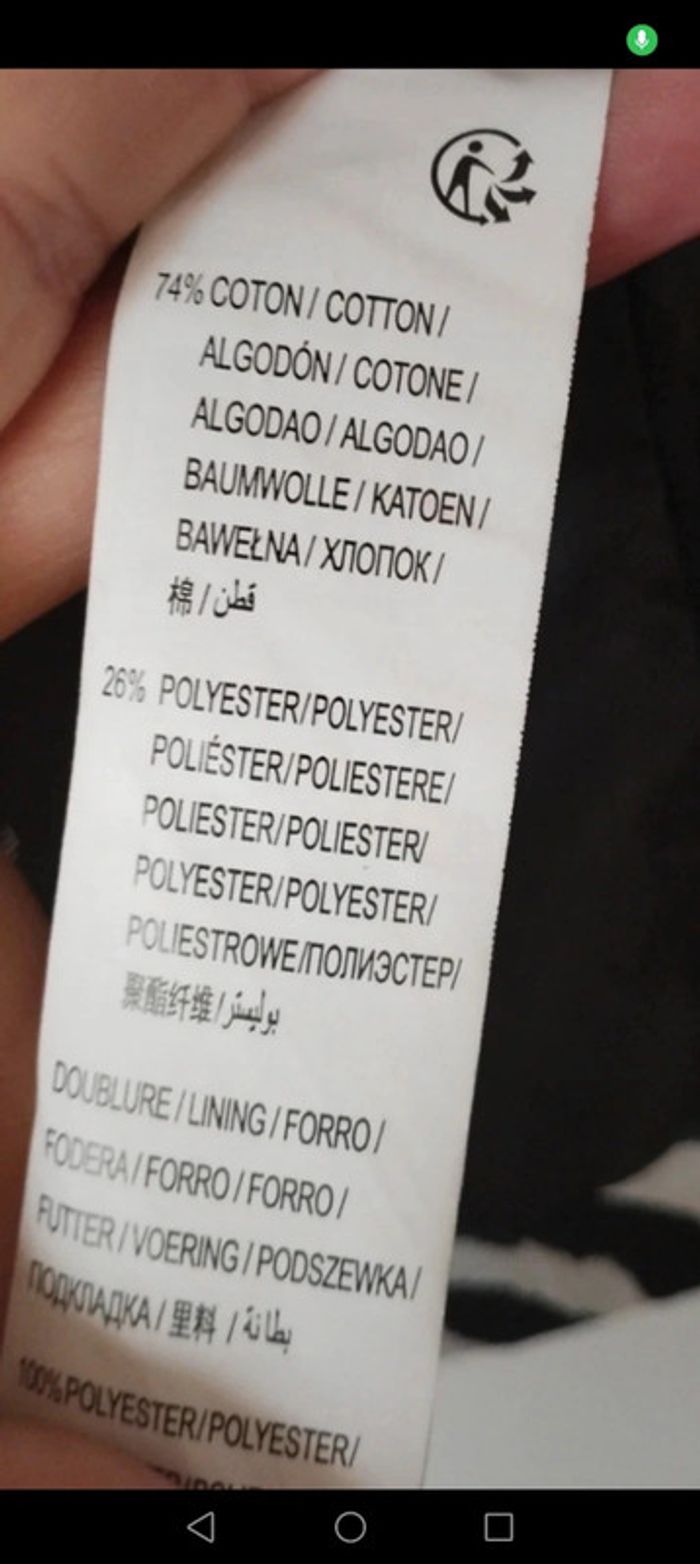 74% COTON / COTTON /
ALGODÓN / COTONE /
ALGODAO / ALGODAO /
BAUMWOLLE / KATOEN /
BAWEŁNA / ХЛОПОК /
棉 / قطن
26% POLYESTER/POLYESTER/
POLIÉSTER/POLIESTERE/
POLIESTER/POLIESTER/
POLYESTER/POLYESTER/
POLIESTROWE/ПОЛИЭСТЕР/
聚酯纤维/بوليستر
DOUBLURE / LINING / FORRO /
FODERA / FORRO / FORRO /
FUTTER / VOERING / PODSZEWKA /
ПОДКЛАДКА / 里料 / بطانة
100% POLYESTER/POLYESTER/